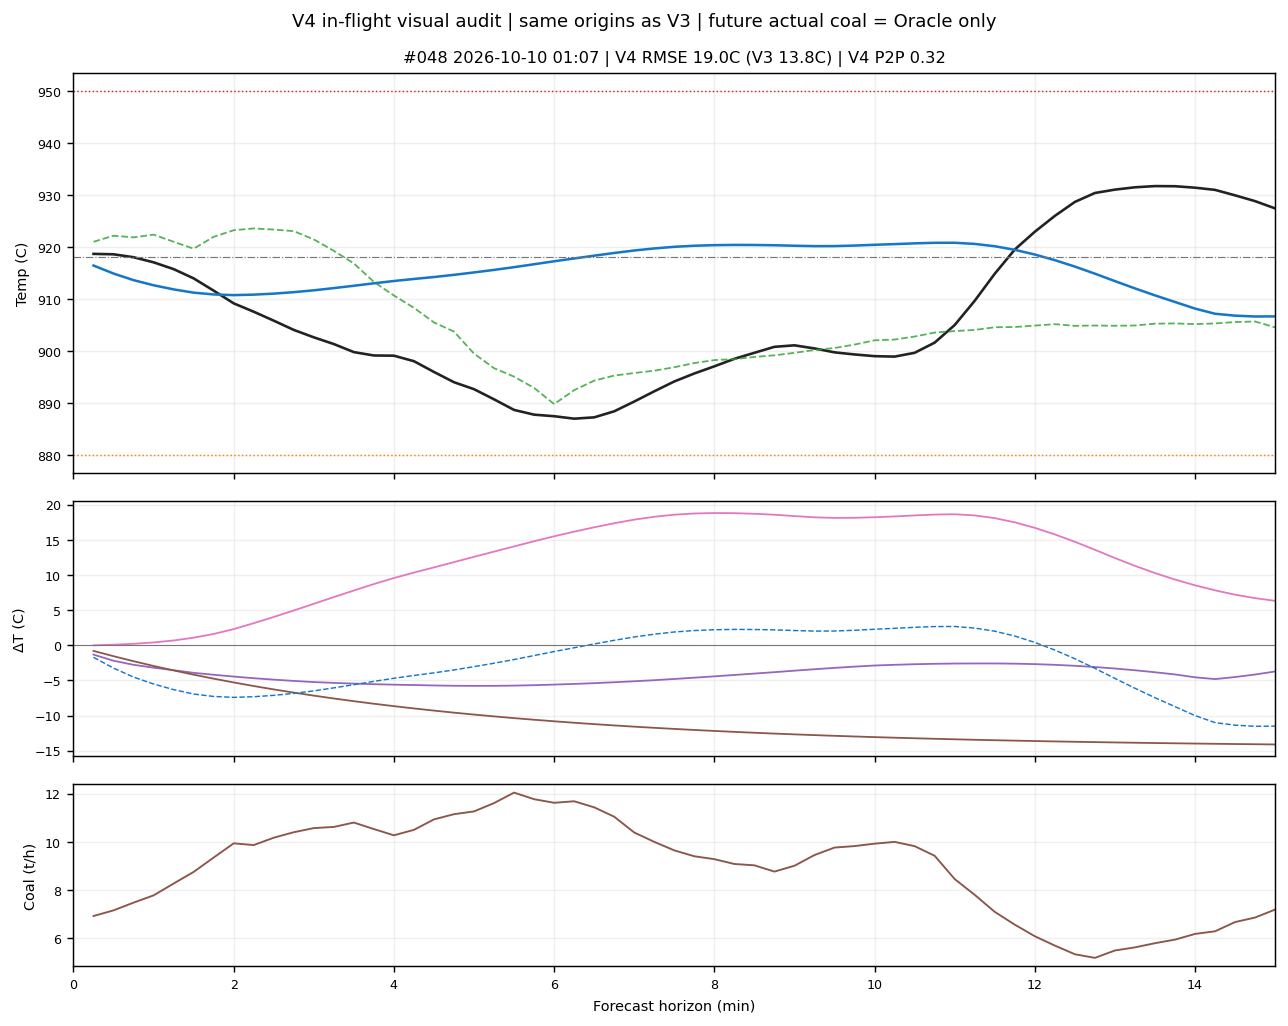 V4 in-flight visual audit | same origins as V3 | future actual coal = Oracle only
#048 2026-10-10 01:07 | V4 RMSE 19.0C (V3 13.8C) | V4 P2P 0.32
Temp (C)
950
940
930
920
910
900
890
880
ΔT (C)
20
15
10
5
0
−5
−10
−15
Coal (t/h)
12
10
8
6
0 2 4 6 8 10 12 14
Forecast horizon (min)